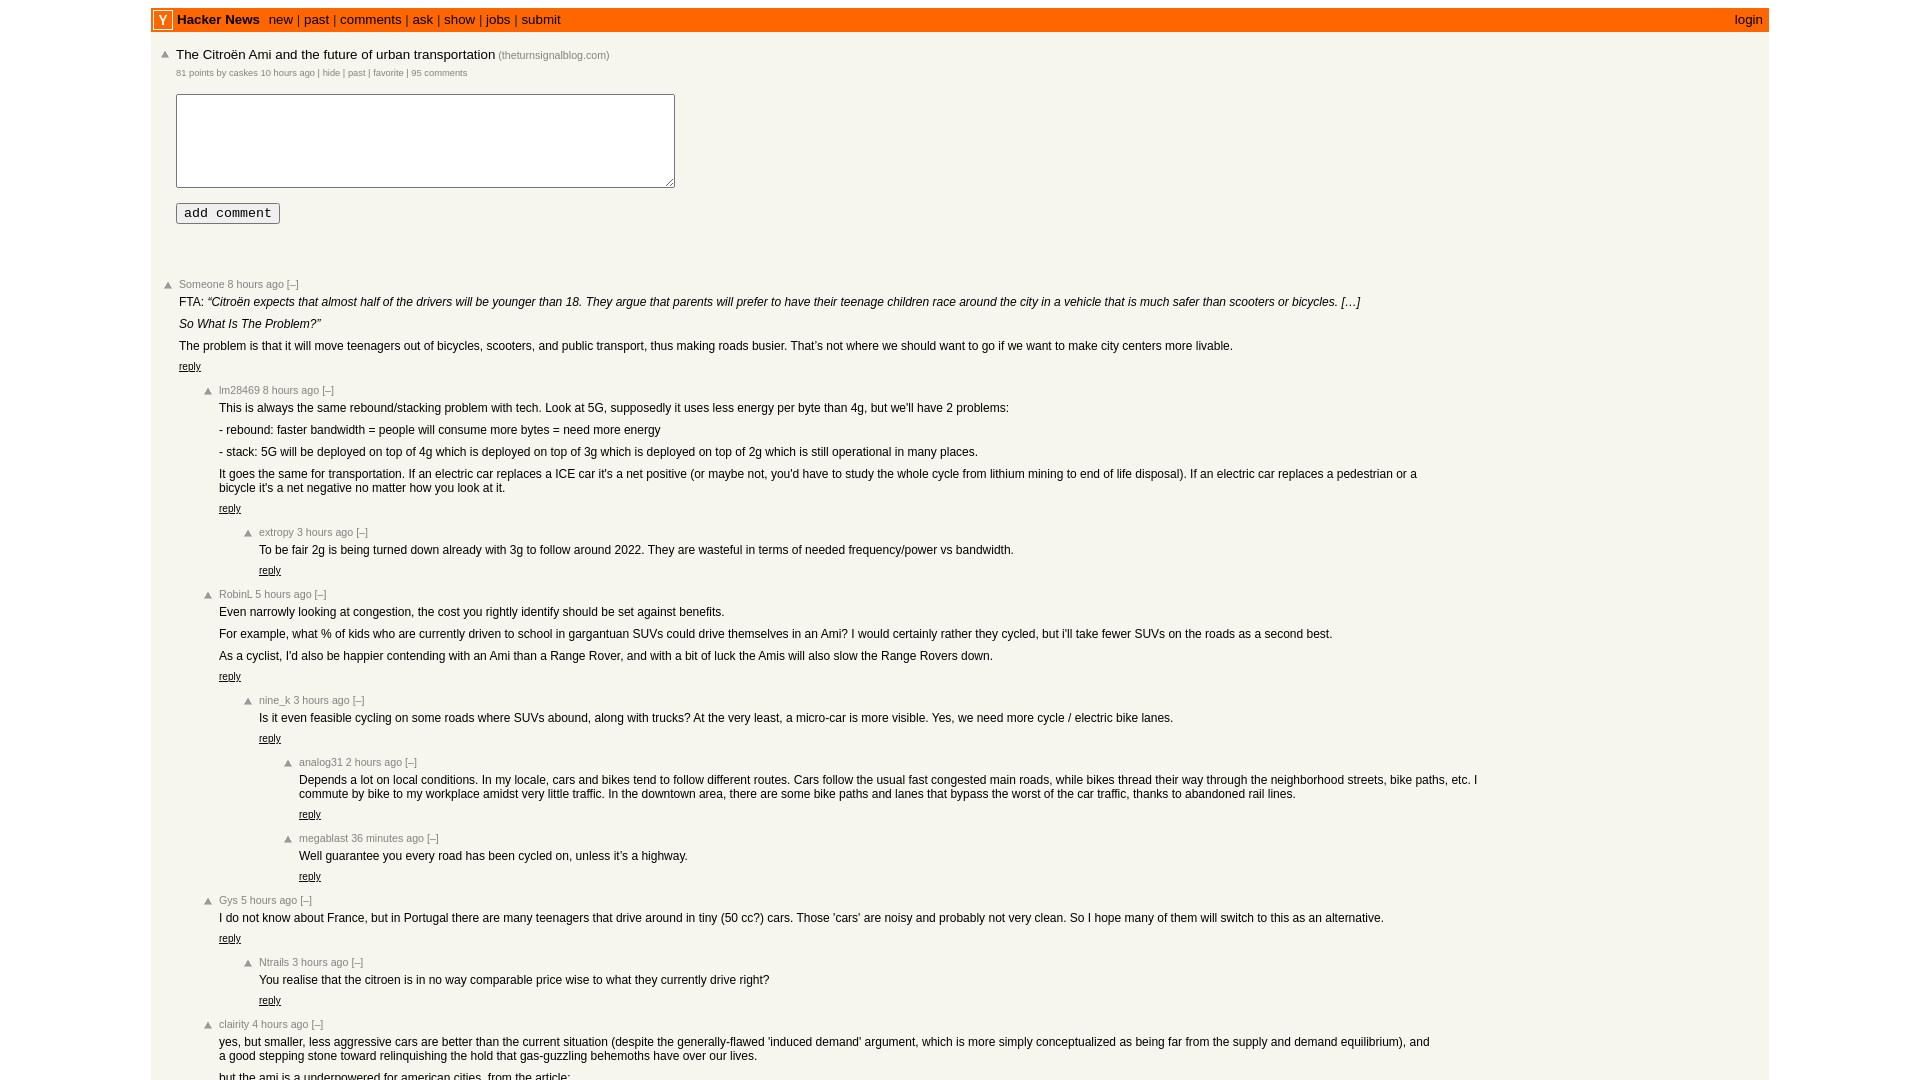 Y Hacker News new | past | comments | ask | show | jobs | submit login
The Citroën Ami and the future of urban transportation (theturnsignalblog.com)
81 points by caskes 10 hours ago | hide | past | favorite | 95 comments
add comment
Someone 8 hours ago [–]
FTA: “Citroën expects that almost half of the drivers will be younger than 18. They argue that parents will prefer to have their teenage children race around the city in a vehicle that is much safer than scooters or bicycles. […]
So What Is The Problem?”
The problem is that it will move teenagers out of bicycles, scooters, and public transport, thus making roads busier. That’s not where we should want to go if we want to make city centers more livable.
reply
lm28469 8 hours ago [–]
This is always the same rebound/stacking problem with tech. Look at 5G, supposedly it uses less energy per byte than 4g, but we'll have 2 problems:
- rebound: faster bandwidth = people will consume more bytes = need more energy
- stack: 5G will be deployed on top of 4g which is deployed on top of 3g which is deployed on top of 2g which is still operational in many places.
It goes the same for transportation. If an electric car replaces a ICE car it's a net positive (or maybe not, you'd have to study the whole cycle from lithium mining to end of life disposal). If an electric car replaces a pedestrian or a
bicycle it's a net negative no matter how you look at it.
reply
extropy 3 hours ago [–]
To be fair 2g is being turned down already with 3g to follow around 2022. They are wasteful in terms of needed frequency/power vs bandwidth.
reply
RobinL 5 hours ago [–]
Even narrowly looking at congestion, the cost you rightly identify should be set against benefits.
For example, what % of kids who are currently driven to school in gargantuan SUVs could drive themselves in an Ami? I would certainly rather they cycled, but i'll take fewer SUVs on the roads as a second best.
As a cyclist, I'd also be happier contending with an Ami than a Range Rover, and with a bit of luck the Amis will also slow the Range Rovers down.
reply
nine_k 3 hours ago [–]
Is it even feasible cycling on some roads where SUVs abound, along with trucks? At the very least, a micro-car is more visible. Yes, we need more cycle / electric bike lanes.
reply
analog31 2 hours ago [–]
Depends a lot on local conditions. In my locale, cars and bikes tend to follow different routes. Cars follow the usual fast congested main roads, while bikes thread their way through the neighborhood streets, bike paths, etc. I
commute by bike to my workplace amidst very little traffic. In the downtown area, there are some bike paths and lanes that bypass the worst of the car traffic, thanks to abandoned rail lines.
reply
megablast 36 minutes ago [–]
Well guarantee you every road has been cycled on, unless it’s a highway.
reply
Gys 5 hours ago [–]
I do not know about France, but in Portugal there are many teenagers that drive around in tiny (50 cc?) cars. Those 'cars' are noisy and probably not very clean. So I hope many of them will switch to this as an alternative.
reply
Ntrails 3 hours ago [–]
You realise that the citroen is in no way comparable price wise to what they currently drive right?
reply
clairity 4 hours ago [–]
yes, but smaller, less aggressive cars are better than the current situation (despite the generally-flawed 'induced demand' argument, which is more simply conceptualized as being far from the supply and demand equilibrium), and
a good stepping stone toward relinquishing the hold that gas-guzzling behemoths have over our lives.
but the ami is a underpowered for american cities. from the article: